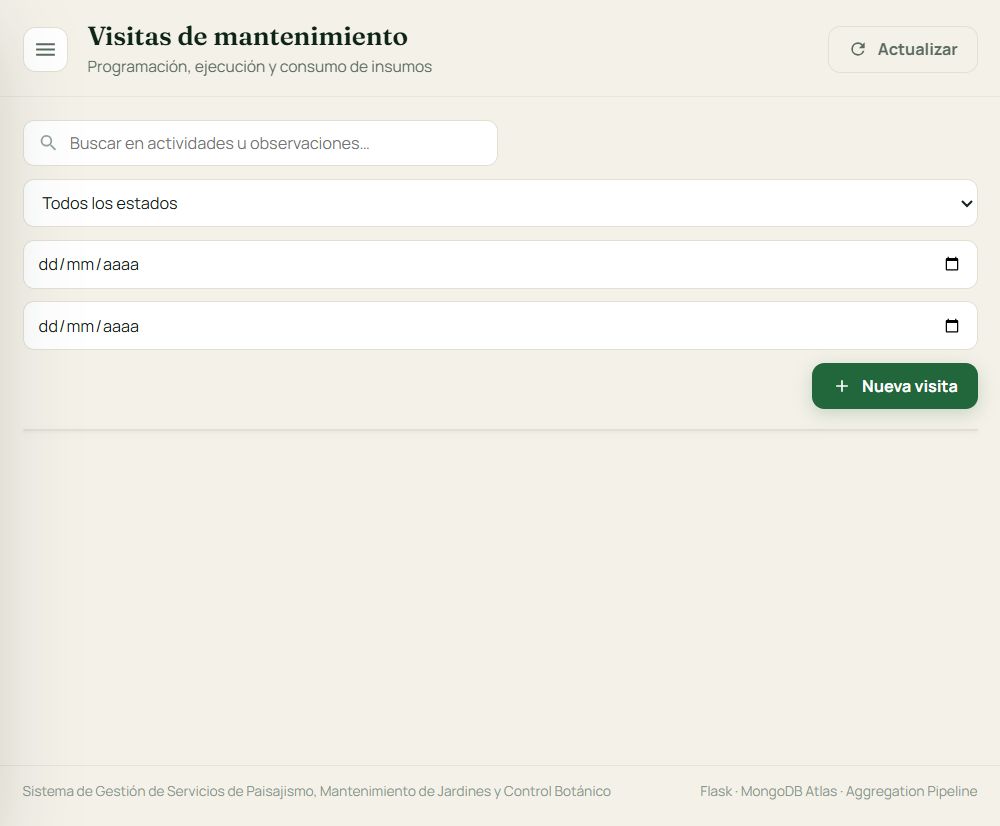 Visitas de mantenimiento
Programación, ejecución y consumo de insumos
Actualizar
Buscar en actividades u observaciones...
Todos los estados
dd/mm/aaaa
dd/mm/aaaa
Nueva visita
Sistema de Gestión de Servicios de Paisajismo, Mantenimiento de Jardines y Control Botánico
Flask · MongoDB Atlas · Aggregation Pipeline